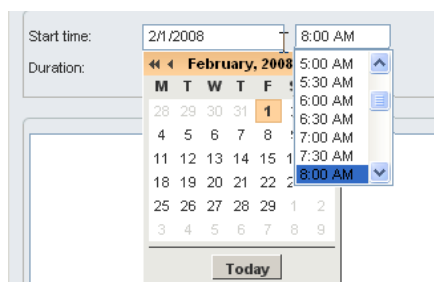 Start time: 2/1/2008 8:00 AM
Duration:
February, 2008
M T W T F
28 29 30 31 1
4 5 6 7 8
11 12 13 14 15
18 19 20 21 22
25 26 27 28 29 1 2
3 4 5 6 7 8 9
Today
5:00 AM
5:30 AM
6:00 AM
6:30 AM
7:00 AM
7:30 AM
8:00 AM